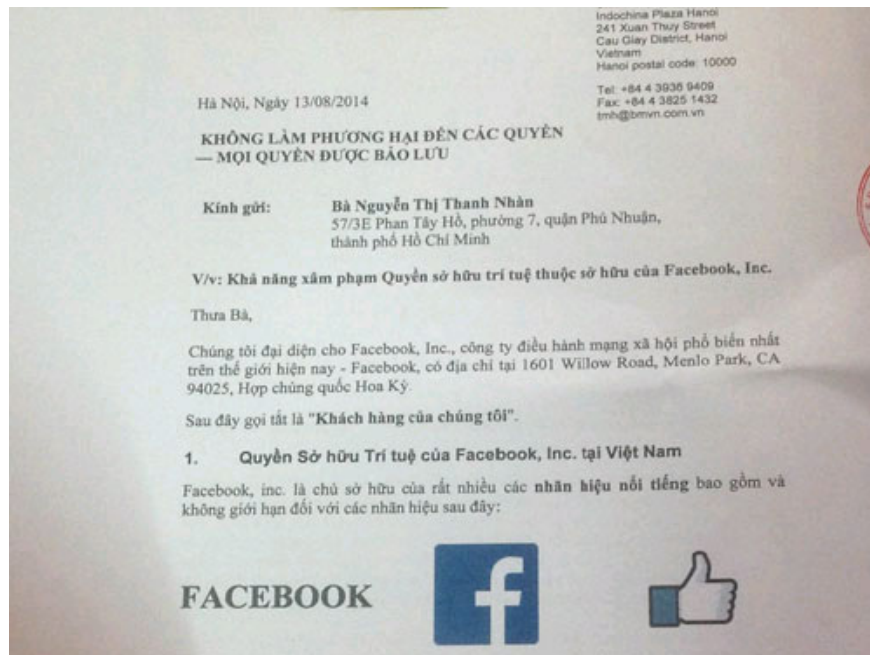 Indochina Plaza Hanoi
241 Xuan Thuy Street
Cau Giay District, Hanoi
Vietnam
Hanoi postal code: 10000
Tel: +84 4 3936 9409
Fax: +84 4 3825 1432
tmh@bmvn.com.vn
Hà Nội, Ngày 13/08/2014
KHÔNG LÀM PHƯƠNG HẠI ĐẾN CÁC QUYỀN
— MỌI QUYỀN ĐƯỢC BẢO LƯU
Kính gửi: Bà Nguyễn Thị Thanh Nhàn
57/3E Phan Tây Hồ, phường 7, quận Phú Nhuận,
thành phố Hồ Chí Minh
V/v: Khả năng xâm phạm Quyền sở hữu trí tuệ thuộc sở hữu của Facebook, Inc.
Thưa Bà,
Chúng tôi đại diện cho Facebook, Inc., công ty điều hành mạng xã hội phổ biến nhất
trên thế giới hiện nay - Facebook, có địa chỉ tại 1601 Willow Road, Menlo Park, CA
94025, Hợp chủng quốc Hoa Kỳ.
Sau đây gọi tắt là "Khách hàng của chúng tôi".
1. Quyền Sở hữu Trí tuệ của Facebook, Inc. tại Việt Nam
Facebook, inc. là chủ sở hữu của rất nhiều các nhãn hiệu nổi tiếng bao gồm và
không giới hạn đối với các nhãn hiệu sau đây:
FACEBOOK f